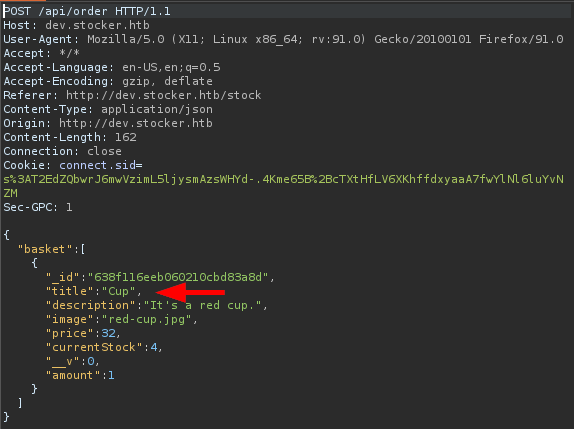 POST /api/order HTTP/1.1
Host: dev.stocker.htb
User-Agent: Mozilla/5.0 (X11; Linux x86_64; rv:91.0) Gecko/20100101 Firefox/91.0
Accept: */*
Accept-Language: en-US,en;q=0.5
Accept-Encoding: gzip, deflate
Referer: http://dev.stocker.htb/stock
Content-Type: application/json
Origin: http://dev.stocker.htb
Content-Length: 162
Connection: close
Cookie: connect.sid=
s%3AT2EdZQbwrJ6mwVzimL5ljysmAzsWHYd-.4Kme65B%2BcTXtHfLV6XKhffdxyaaA7fwYlNl6luYvN
ZM
Sec-GPC: 1
{
"basket":[
{
"_id":"638f116eeb060210cbd83a8d",
"title":"Cup",
"description":"It's a red cup.",
"image":"red-cup.jpg",
"price":32,
"currentStock":4,
"__v":0,
"amount":1
}
]
}